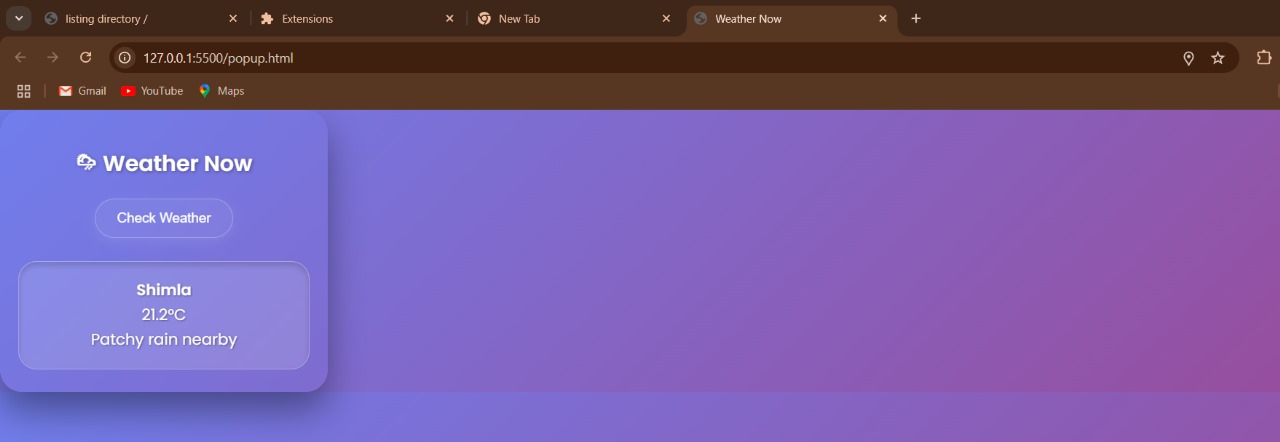 listing directory /
Extensions
New Tab
Weather Now
127.0.0.1:5500/popup.html
Gmail
YouTube
Maps
Weather Now
Check Weather
Shimla
21.2°C
Patchy rain nearby